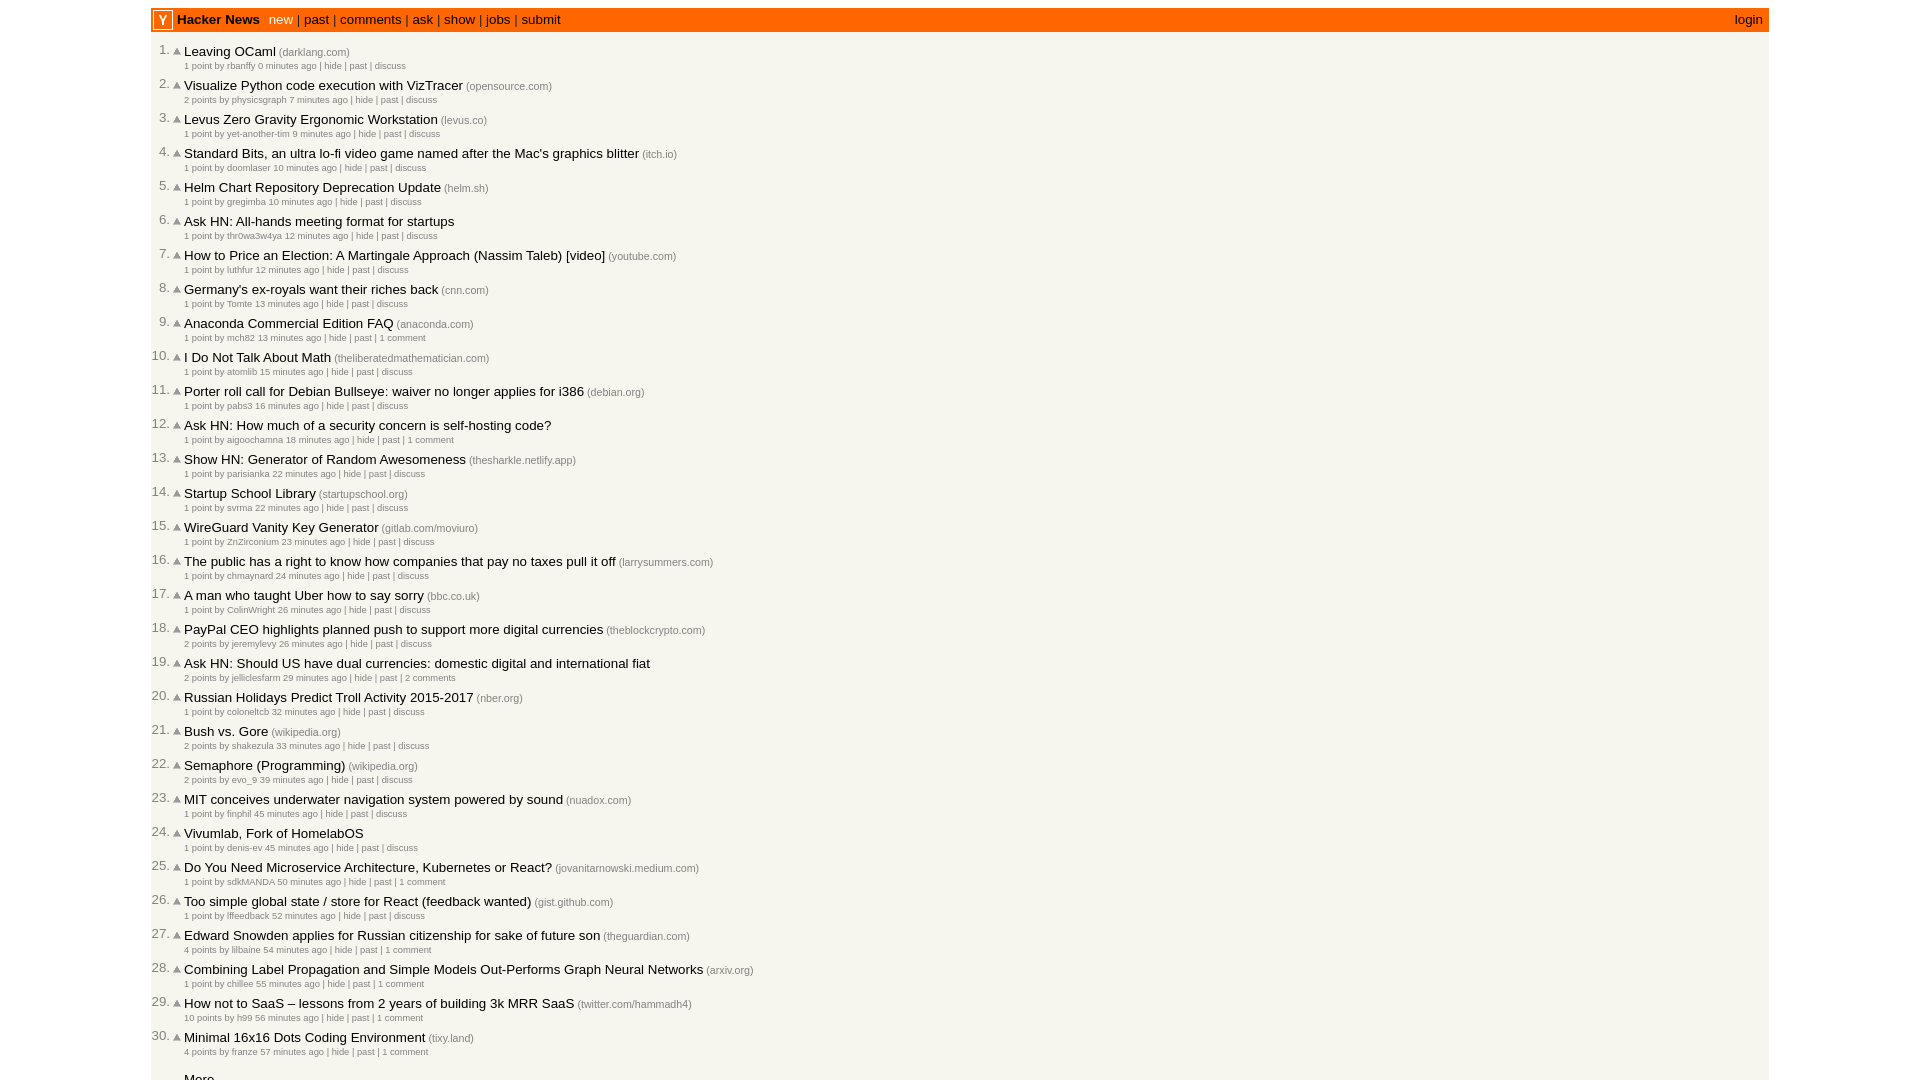 Y Hacker News new | past | comments | ask | show | jobs | submit login
1. Leaving OCaml (darklang.com)
1 point by rbanffy 0 minutes ago | hide | past | discuss
2. Visualize Python code execution with VizTracer (opensource.com)
2 points by physicsgraph 7 minutes ago | hide | past | discuss
3. Levus Zero Gravity Ergonomic Workstation (levus.co)
1 point by yet-another-tim 9 minutes ago | hide | past | discuss
4. Standard Bits, an ultra lo-fi video game named after the Mac's graphics blitter (itch.io)
1 point by doomlaser 10 minutes ago | hide | past | discuss
5. Helm Chart Repository Deprecation Update (helm.sh)
1 point by gregimba 10 minutes ago | hide | past | discuss
6. Ask HN: All-hands meeting format for startups
1 point by thr0wa3w4ya 12 minutes ago | hide | past | discuss
7. How to Price an Election: A Martingale Approach (Nassim Taleb) [video] (youtube.com)
1 point by luthfur 12 minutes ago | hide | past | discuss
8. Germany's ex-royals want their riches back (cnn.com)
1 point by Tomte 13 minutes ago | hide | past | discuss
9. Anaconda Commercial Edition FAQ (anaconda.com)
1 point by mch82 13 minutes ago | hide | past | 1 comment
10. I Do Not Talk About Math (theliberatedmathematician.com)
1 point by atomlib 15 minutes ago | hide | past | discuss
11. Porter roll call for Debian Bullseye: waiver no longer applies for i386 (debian.org)
1 point by pabs3 16 minutes ago | hide | past | discuss
12. Ask HN: How much of a security concern is self-hosting code?
1 point by aigoochamna 18 minutes ago | hide | past | 1 comment
13. Show HN: Generator of Random Awesomeness (thesharkle.netlify.app)
1 point by parisianka 22 minutes ago | hide | past | discuss
14. Startup School Library (startupschool.org)
1 point by svrma 22 minutes ago | hide | past | discuss
15. WireGuard Vanity Key Generator (gitlab.com/moviuro)
1 point by ZnZirconium 23 minutes ago | hide | past | discuss
16. The public has a right to know how companies that pay no taxes pull it off (larrysummers.com)
1 point by chmaynard 24 minutes ago | hide | past | discuss
17. A man who taught Uber how to say sorry (bbc.co.uk)
1 point by ColinWright 26 minutes ago | hide | past | discuss
18. PayPal CEO highlights planned push to support more digital currencies (theblockcrypto.com)
2 points by jeremylevy 26 minutes ago | hide | past | discuss
19. Ask HN: Should US have dual currencies: domestic digital and international fiat
2 points by jelliclesfarm 29 minutes ago | hide | past | 2 comments
20. Russian Holidays Predict Troll Activity 2015-2017 (nber.org)
1 point by coloneltcb 32 minutes ago | hide | past | discuss
21. Bush vs. Gore (wikipedia.org)
2 points by shakezula 33 minutes ago | hide | past | discuss
22. Semaphore (Programming) (wikipedia.org)
2 points by evo_9 39 minutes ago | hide | past | discuss
23. MIT conceives underwater navigation system powered by sound (nuadox.com)
1 point by finphil 45 minutes ago | hide | past | discuss
24. Vivumlab, Fork of HomelabOS
1 point by denis-ev 45 minutes ago | hide | past | discuss
25. Do You Need Microservice Architecture, Kubernetes or React? (jovanitarnowski.medium.com)
1 point by sdkMANDA 50 minutes ago | hide | past | 1 comment
26. Too simple global state / store for React (feedback wanted) (gist.github.com)
1 point by lffeedback 52 minutes ago | hide | past | discuss
27. Edward Snowden applies for Russian citizenship for sake of future son (theguardian.com)
4 points by lilbaine 54 minutes ago | hide | past | 1 comment
28. Combining Label Propagation and Simple Models Out-Performs Graph Neural Networks (arxiv.org)
1 point by chillee 55 minutes ago | hide | past | 1 comment
29. How not to SaaS – lessons from 2 years of building 3k MRR SaaS (twitter.com/hammadh4)
10 points by h99 56 minutes ago | hide | past | 1 comment
30. Minimal 16x16 Dots Coding Environment (tixy.land)
4 points by franze 57 minutes ago | hide | past | 1 comment
More